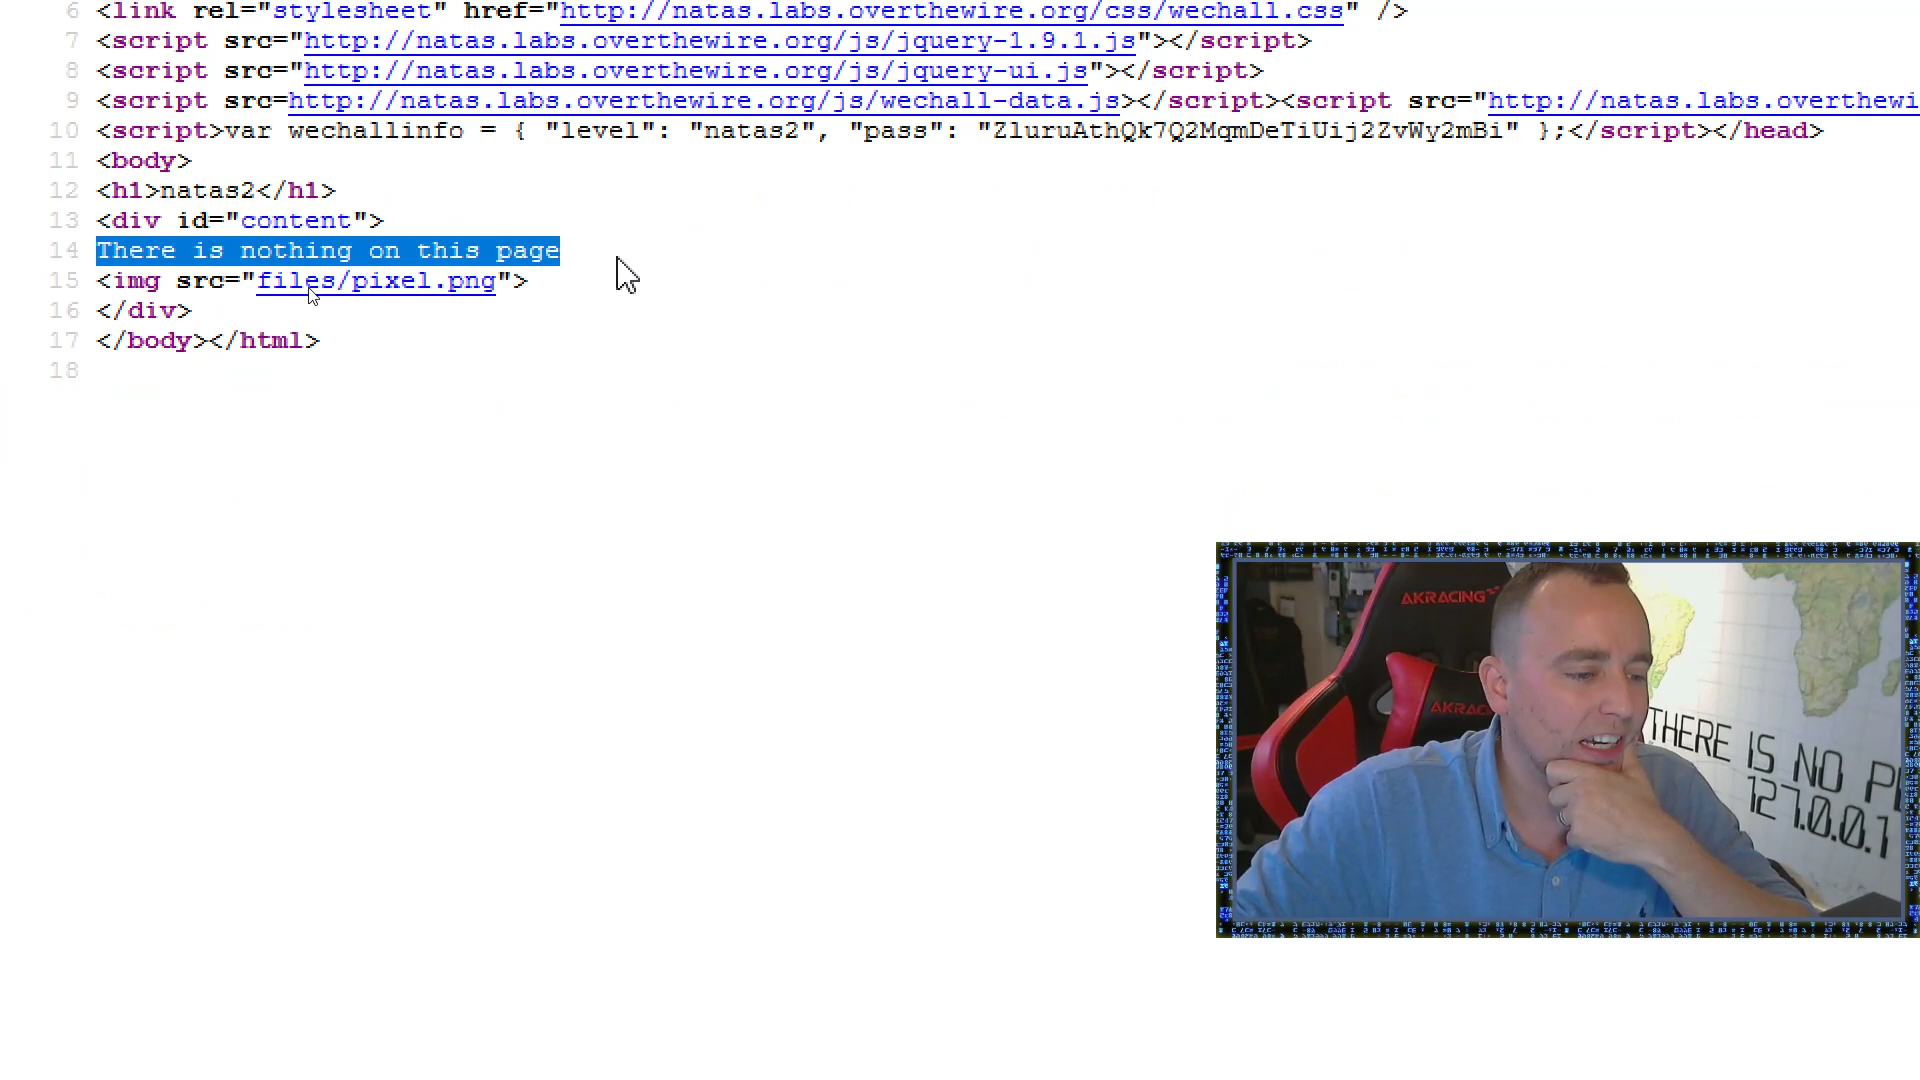 6 <link rel="stylesheet" href="http://natas.labs.overthewire.org/css/wechall.css" />
7 <script src="http://natas.labs.overthewire.org/js/jquery-1.9.1.js"></script>
8 <script src="http://natas.labs.overthewire.org/js/jquery-ui.js"></script>
9 <script src=http://natas.labs.overthewire.org/js/wechall-data.js></script><script src="http://natas.labs.overthewi
10 <script>var wechallinfo = { "level": "natas2", "pass": "ZluruAthQk7Q2MqmDeTiUij2ZvWy2mBi" };</script></head>
11 <body>
12 <h1>natas2</h1>
13 <div id="content">
14 There is nothing on this page
15 <img src="files/pixel.png">
16 </div>
17 </body></html>
18
AKRACING
AKRAC
THERE IS NO PL
127.0.0.1